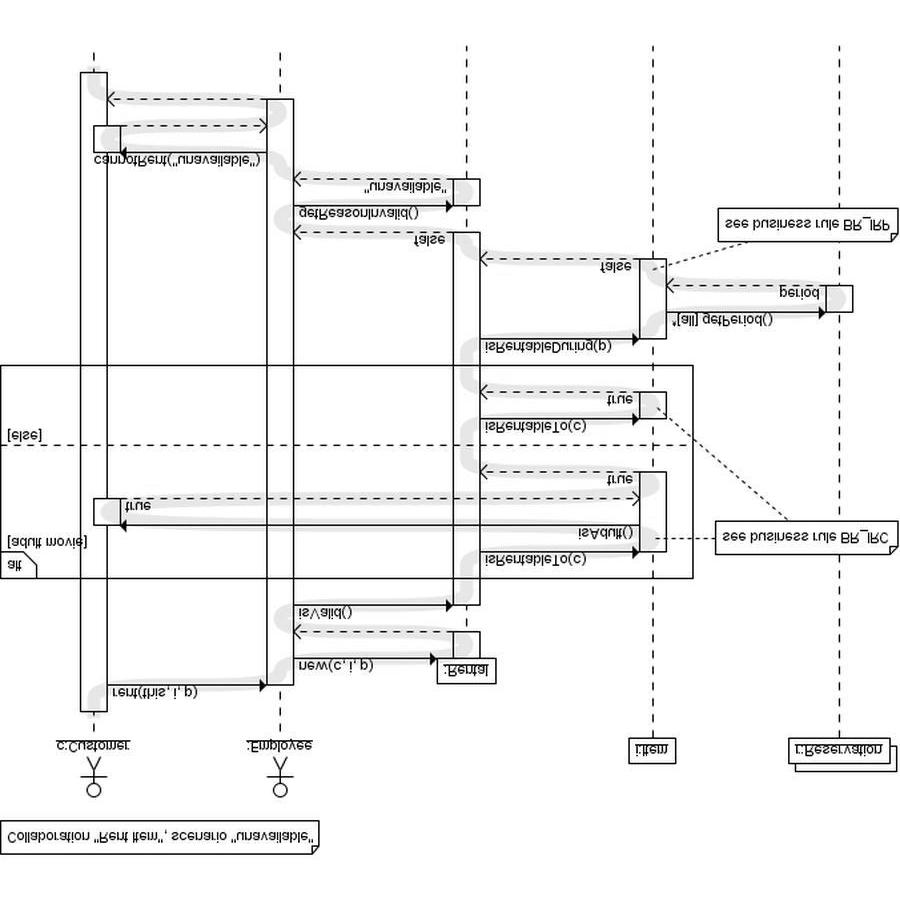 Collaboration "Rent Item", scenario "unavailable"
c:Customer
:Employee
i:Item
r:Reservation
rent(this, i, p)
new(c, i, p)
:Rental
isValid()
alt
[adult movie]
isRentableTo(c)
isAdult()
see business rule BR_IRC
true
true
[else]
isRentableTo(c)
true
isRentableDuring(p)
*[all] getPeriod()
period
false
see business rule BR_IRP
false
getReasonInvalid()
"unavailable"
cannotRent("unavailable")